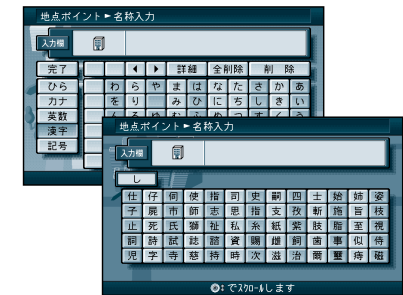 地点ポイント►名称入力
入力欄
完了 ◄ ► 詳細 全削除 削 除
ひら わ ら や ま は な た さ か あ
カナ を り み ひ に ち し き い
英数
漢字
記号
地点ポイント►名称入力
入力欄
し
仕 仔 伺 使 指 司 史 嗣 四 士 始 姉 姿
子 屍 市 師 志 思 指 支 孜 斯 施 旨 枝
止 死 氏 獅 祉 私 糸 紙 紫 肢 脂 至 視
詞 詩 試 誌 諮 資 賜 雌 飼 歯 事 似 侍
児 字 寺 慈 持 時 次 滋 治 爾 璽 痔 磁
:でスクロールします